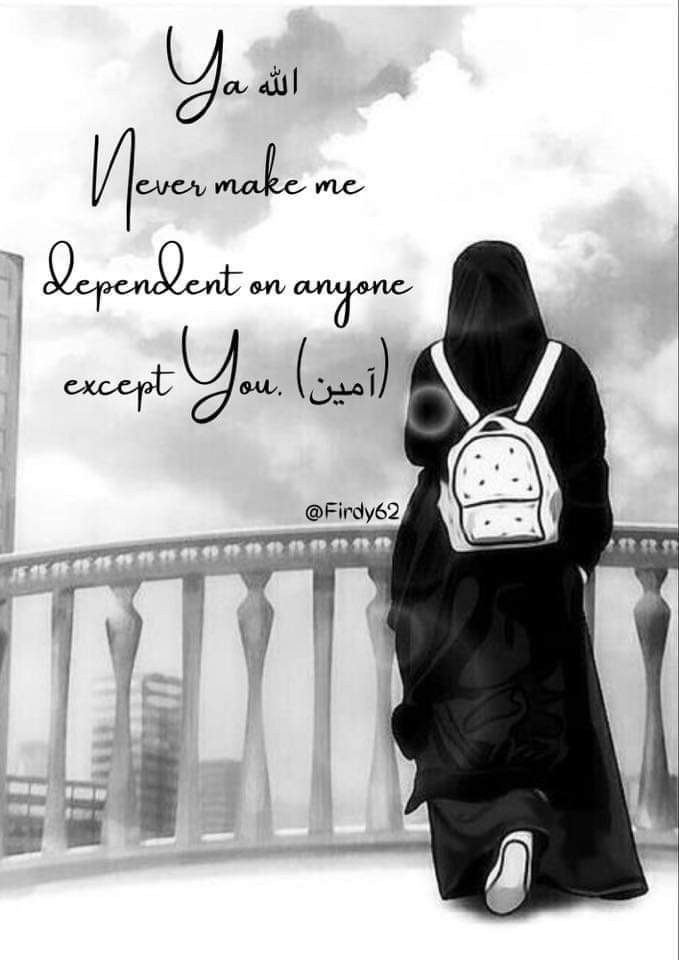 Ya الله
Never make me
dependent on anyone
except You. (آمين)
@Firdy62